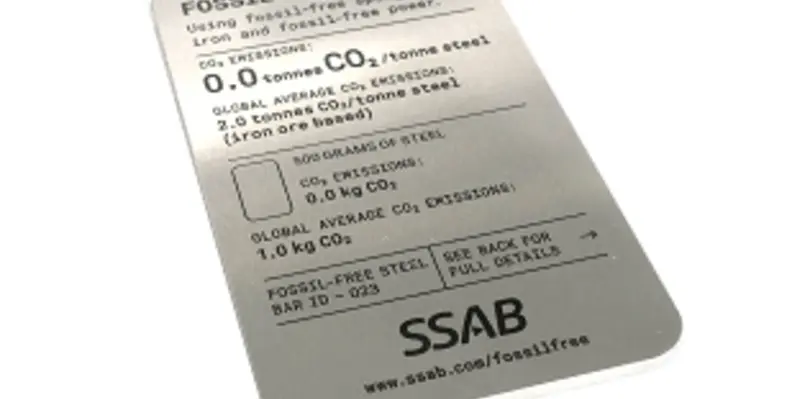 FOSSIL
Using fossil-free
iron and fossil-free power.
CO₂ EMISSIONS:
0.0 tonnes CO₂/tonne steel
GLOBAL AVERAGE CO₂ EMISSIONS:
2.0 tonnes CO₂/tonne steel
(iron ore based)
500 GRAMS OF STEEL
CO₂ EMISSIONS:
0.0 kg CO₂
GLOBAL AVERAGE CO₂ EMISSIONS:
1.0 kg CO₂
FOSSIL-FREE STEEL
BAR ID - 023
SEE BACK FOR →
FULL DETAILS
SSAB
www.ssab.com/fossilfree